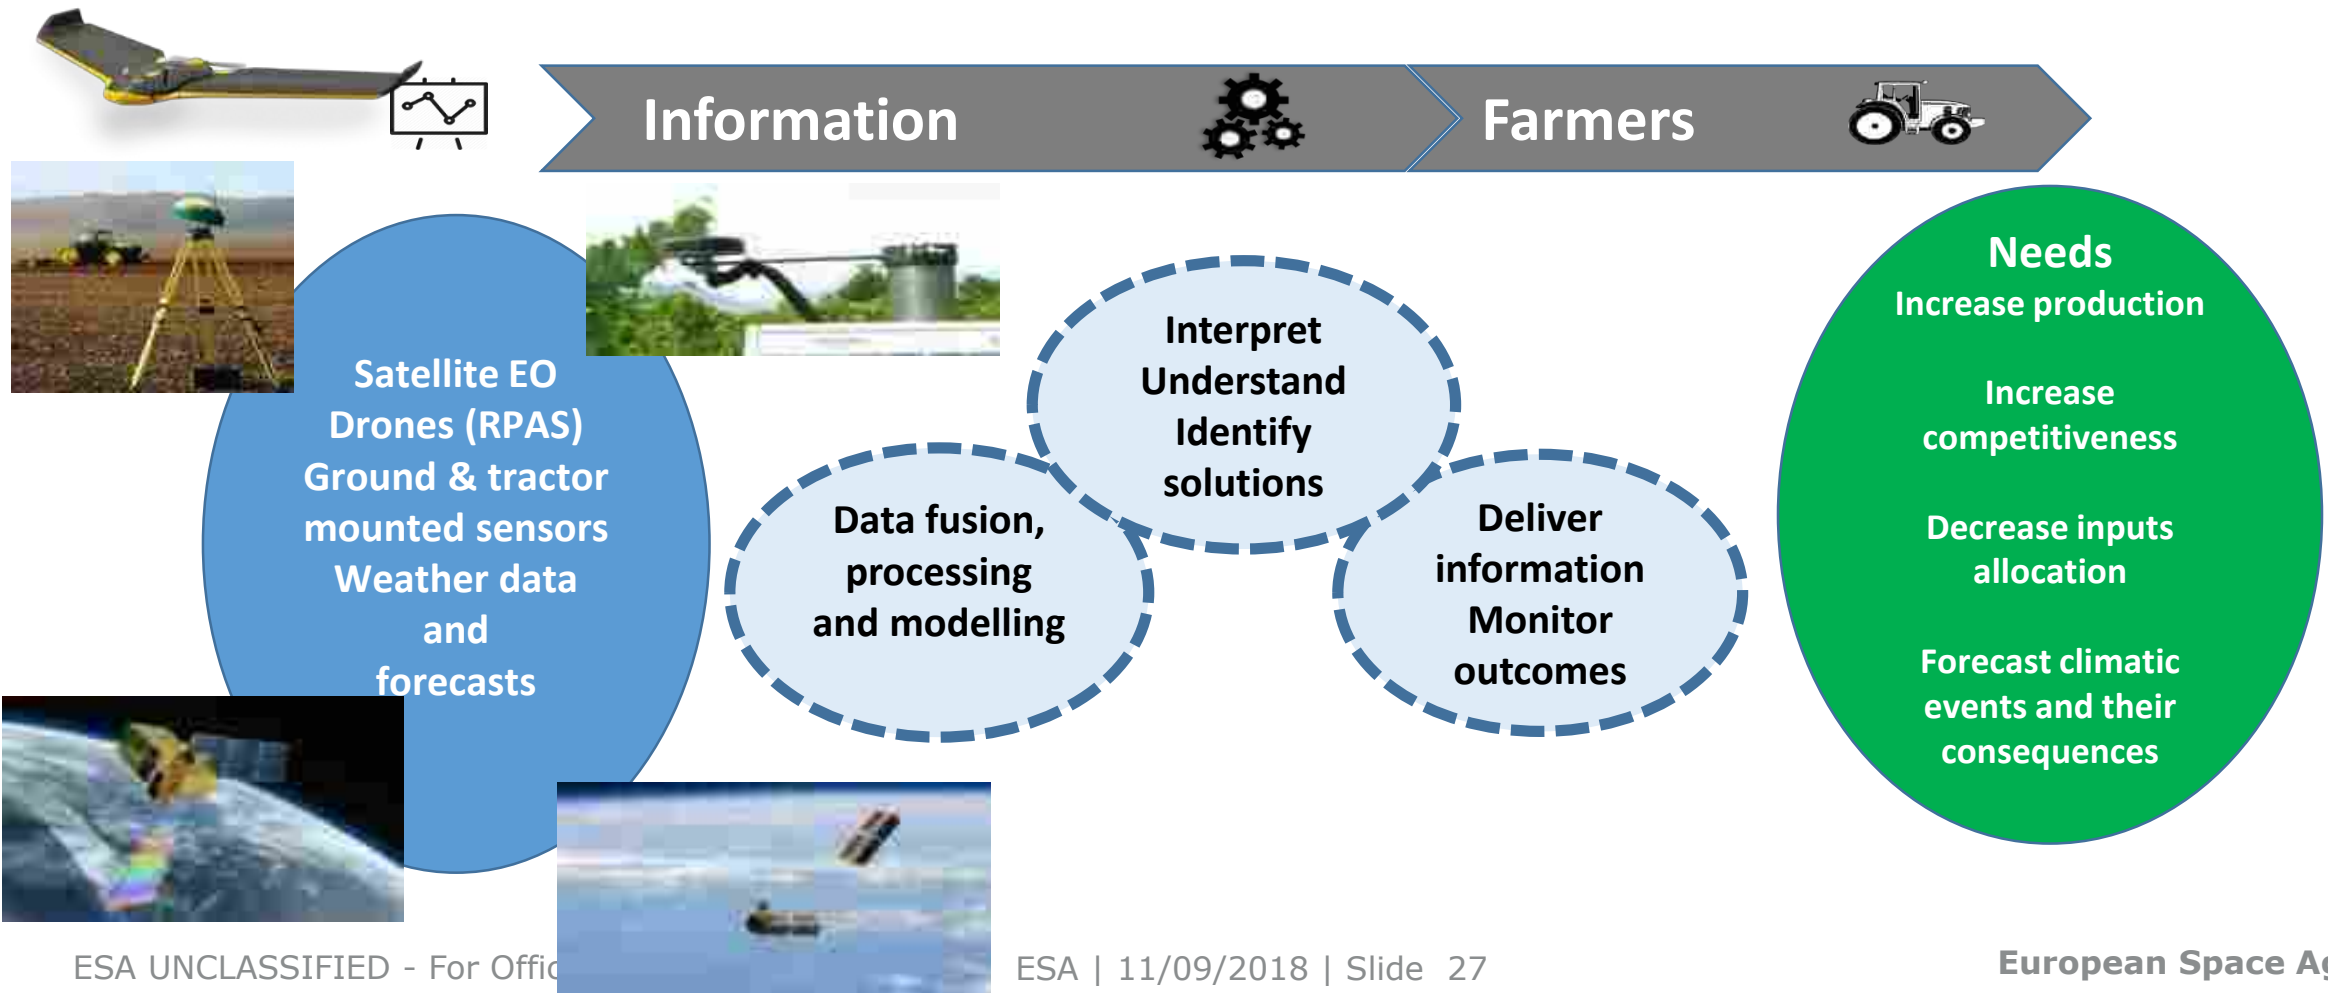 Information
Farmers
Satellite EO
Drones (RPAS)
Ground & tractor
mounted sensors
Weather data
and
forecasts
Data fusion,
processing
and modelling
Interpret
Understand
Identify
solutions
Deliver
information
Monitor
outcomes
Needs
Increase production
Increase
competitiveness
Decrease inputs
allocation
Forecast climatic
events and their
consequences
ESA UNCLASSIFIED - For
ESA | 11/09/2018 | Slide 27
European Space